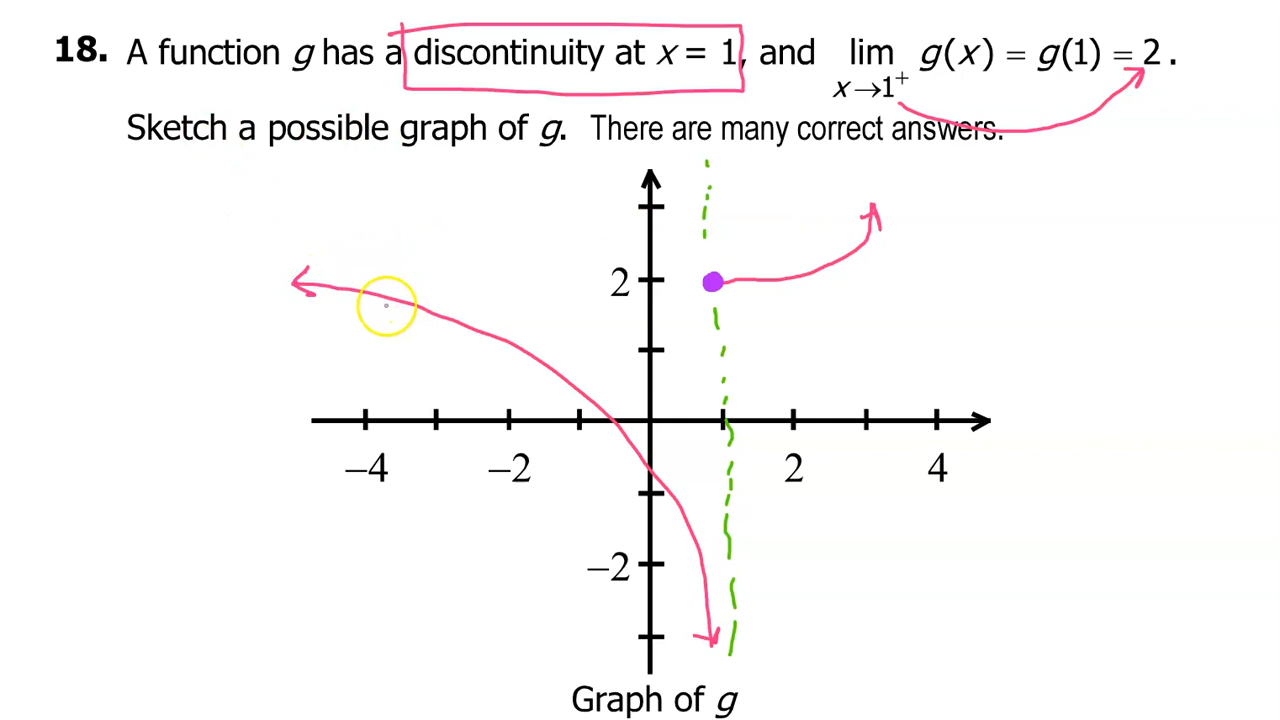 18. A function g has a discontinuity at x = 1, and lim g(x) = g(1) = 2.
x→1⁺
Sketch a possible graph of g. There are many correct answers.
2
−4 −2 2 4
−2
Graph of g